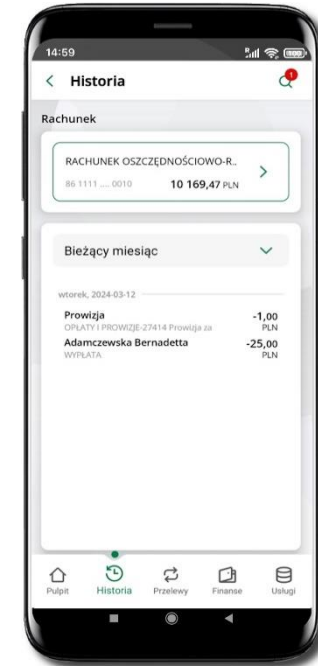 14:59
Historia
1
Rachunek
RACHUNEK OSZCZĘDNOŚCIOWO-R..
86 1111 .... 0010 10 169,47 PLN
Bieżący miesiąc
wtorek, 2024-03-12
Prowizja -1,00
OPŁATY I PROWIZJE-27414 Prowizja za PLN
Adamczewska Bernadetta -25,00
WYPŁATA PLN
Pulpit Historia Przelewy Finanse Usługi